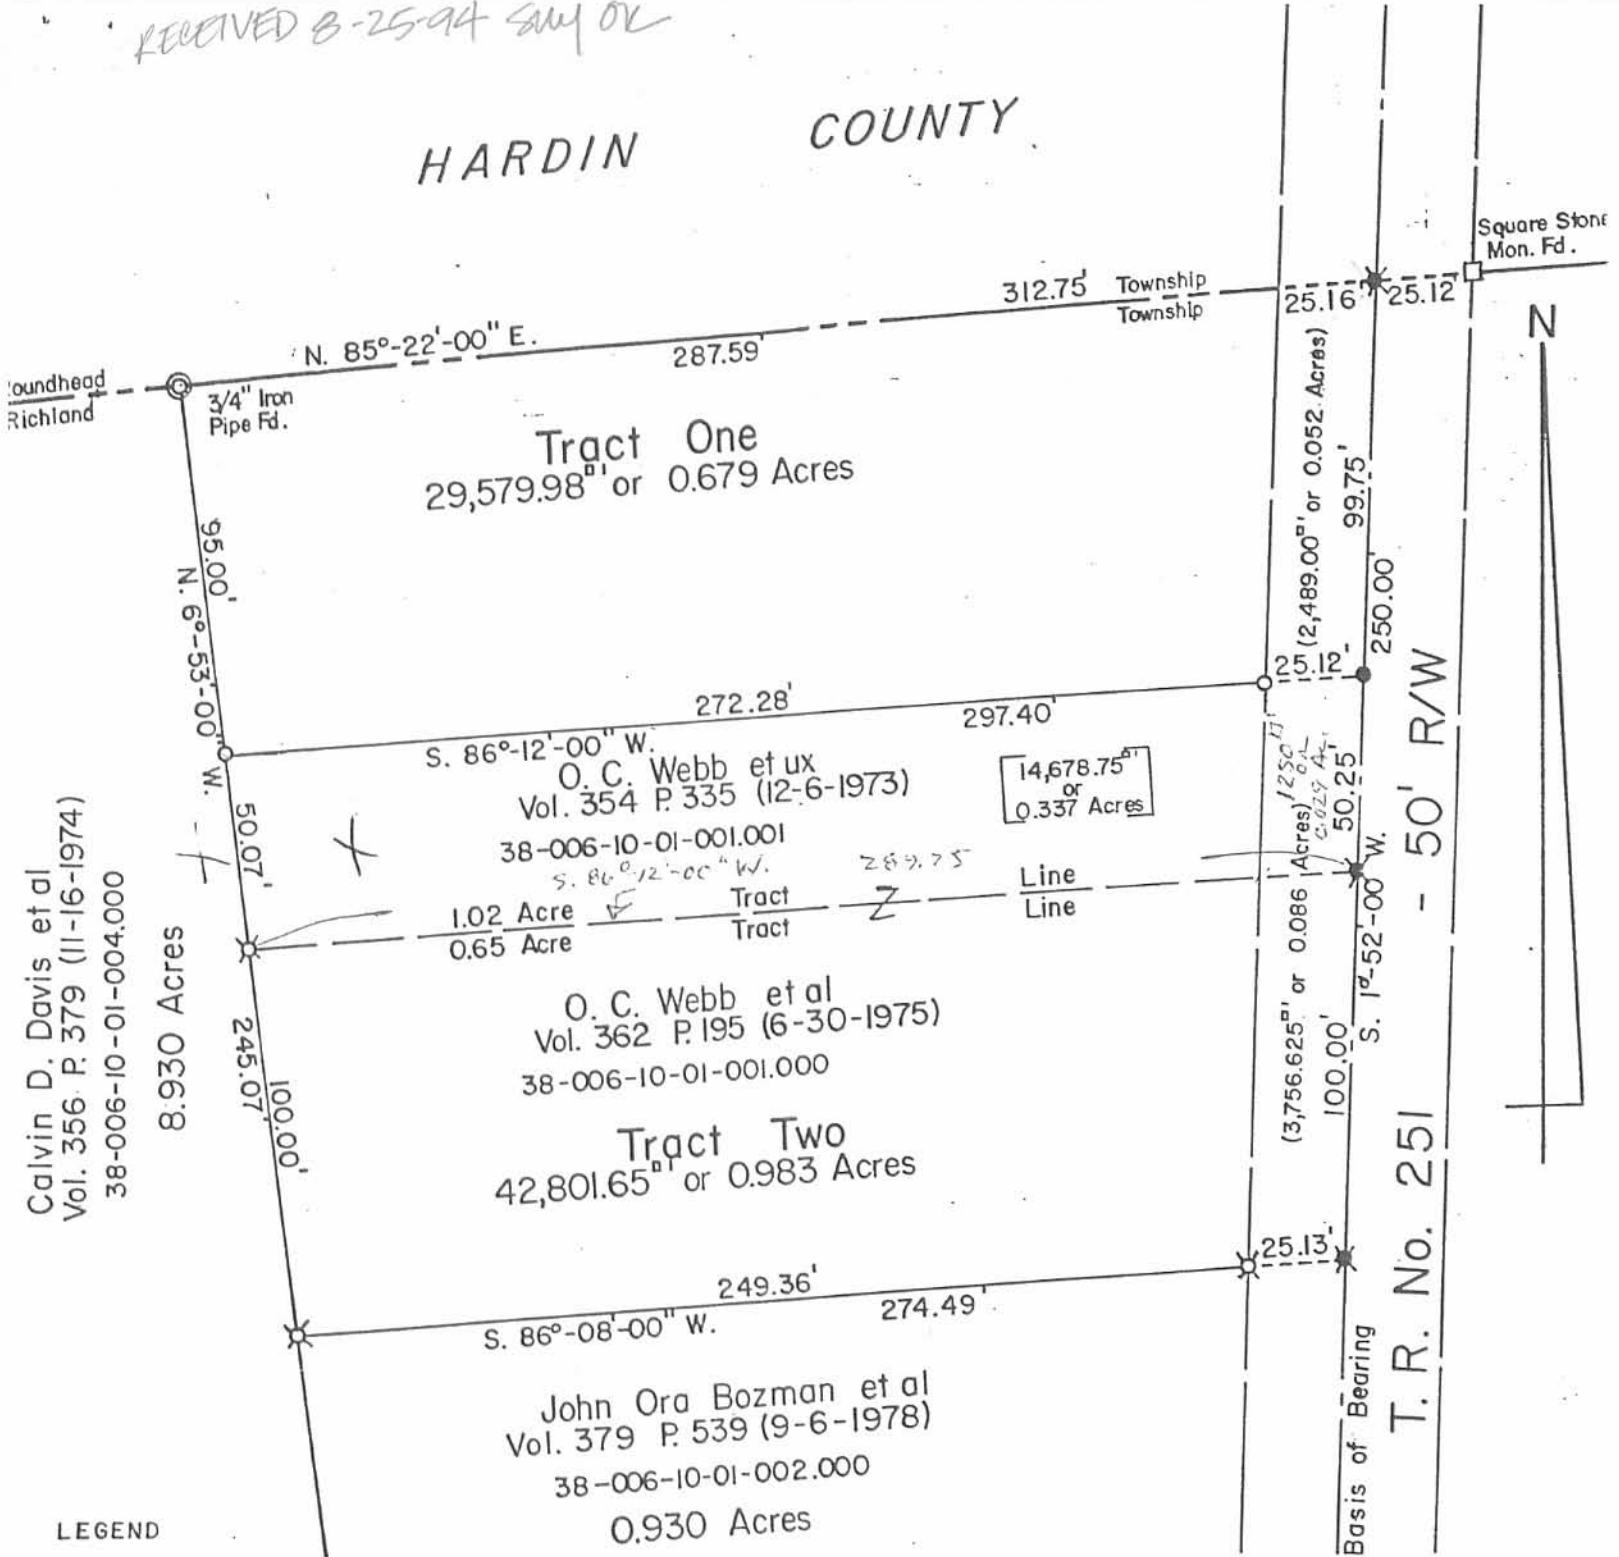 RECEIVED 8-25-94 OK
HARDIN COUNTY
Square Stone
Mon. Fd.
312.75' Township
Township
25.16' 25.12'
N
N. 85°-22'-00" E.
287.59'
oundhead
Richland
3/4" Iron
Pipe Fd.
Tract One
29,579.98□' or 0.679 Acres
(2,489.00□' or 0.052 Acres)
99.75'
250.00'
95.00'
N. 6°-53'-00" W.
25.12'
272.28'
297.40'
S. 86°-12'-00" W.
O. C. Webb et ux
Vol. 354 P. 335 (12-6-1973)
38-006-10-01-001.001
14,678.75□'
or
0.337 Acres
1250□'
or
0.029 Ac.
50.25'
50.07'
X
S. 86°-12'-00" W. 289.75
1.02 Acre Tract Line
0.65 Acre Tract Line
Z
Calvin D. Davis et al
Vol. 356 P. 379 (11-16-1974)
38-006-10-01-004.000
8.930 Acres
O. C. Webb et al
Vol. 362 P. 195 (6-30-1975)
38-006-10-01-001.000
245.07'
100.00'
Tract Two
42,801.65□' or 0.983 Acres
(3,756.625□' or 0.086 Acres)
100.00'
S. 1°-52'-00" W.
T. R. No. 251 - 50' R/W
25.13'
249.36'
274.49'
S. 86°-08'-00" W.
John Ora Bozman et al
Vol. 379 P. 539 (9-6-1978)
38-006-10-01-002.000
0.930 Acres
Basis of Bearing
LEGEND